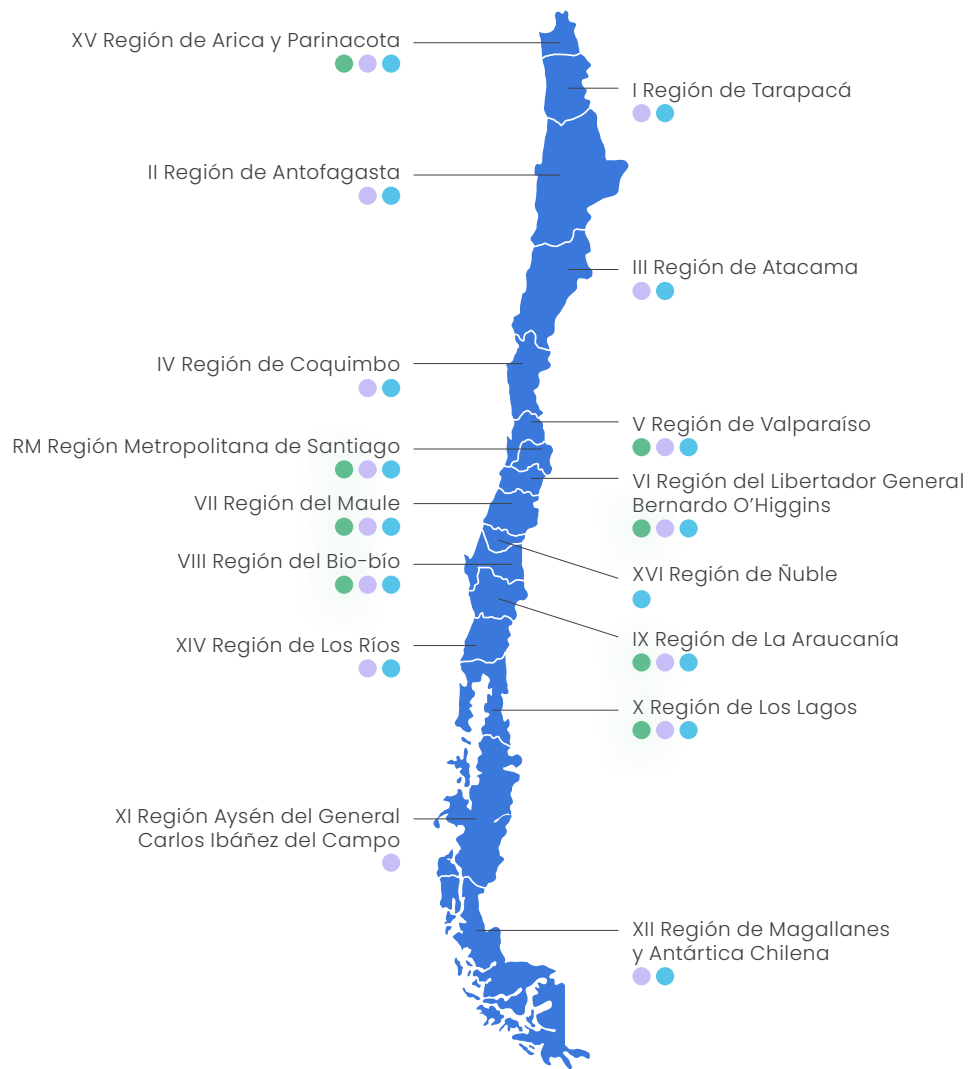 XV Región de Arica y Parinacota
I Región de Tarapacá
II Región de Antofagasta
III Región de Atacama
IV Región de Coquimbo
V Región de Valparaíso
RM Región Metropolitana de Santiago
VI Región del Libertador General
Bernardo O’Higgins
VII Región del Maule
VIII Región del Bio-bío
XVI Región de Ñuble
IX Región de La Araucanía
XIV Región de Los Ríos
X Región de Los Lagos
XI Región Aysén del General
Carlos Ibáñez del Campo
XII Región de Magallanes
y Antártica Chilena